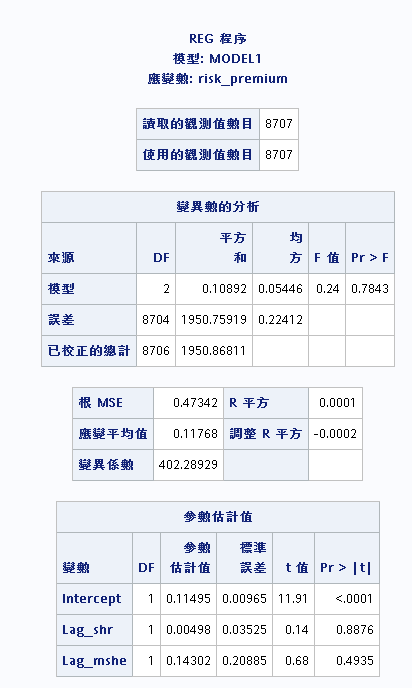 REG 程序
模型: MODEL1
應變數: risk_premium
讀取的觀測值數目 8707
使用的觀測值數目 8707
變異數的分析
來源 DF 平方和 均方 F 值 Pr > F
模型 2 0.10892 0.05446 0.24 0.7843
誤差 8704 1950.75919 0.22412
已校正的總計 8706 1950.86811
根 MSE 0.47342 R 平方 0.0001
應變平均值 0.11768 調整 R 平方 -0.0002
變異係數 402.28929
參數估計值
變數 DF 參數估計值 標準誤差 t 值 Pr > |t|
Intercept 1 0.11495 0.00965 11.91 <.0001
Lag_shr 1 0.00498 0.03525 0.14 0.8876
Lag_mshe 1 0.14302 0.20885 0.68 0.4935